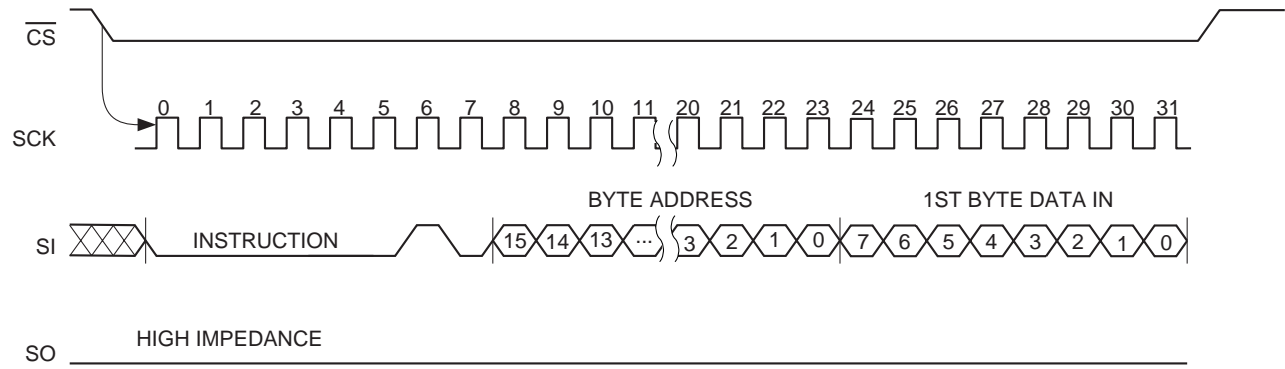 CS
SCK
0 1 2 3 4 5 6 7 8 9 10 11 20 21 22 23 24 25 26 27 28 29 30 31
BYTE ADDRESS 1ST BYTE DATA IN
SI INSTRUCTION 15 14 13 ... 3 2 1 0 7 6 5 4 3 2 1 0
HIGH IMPEDANCE
SO